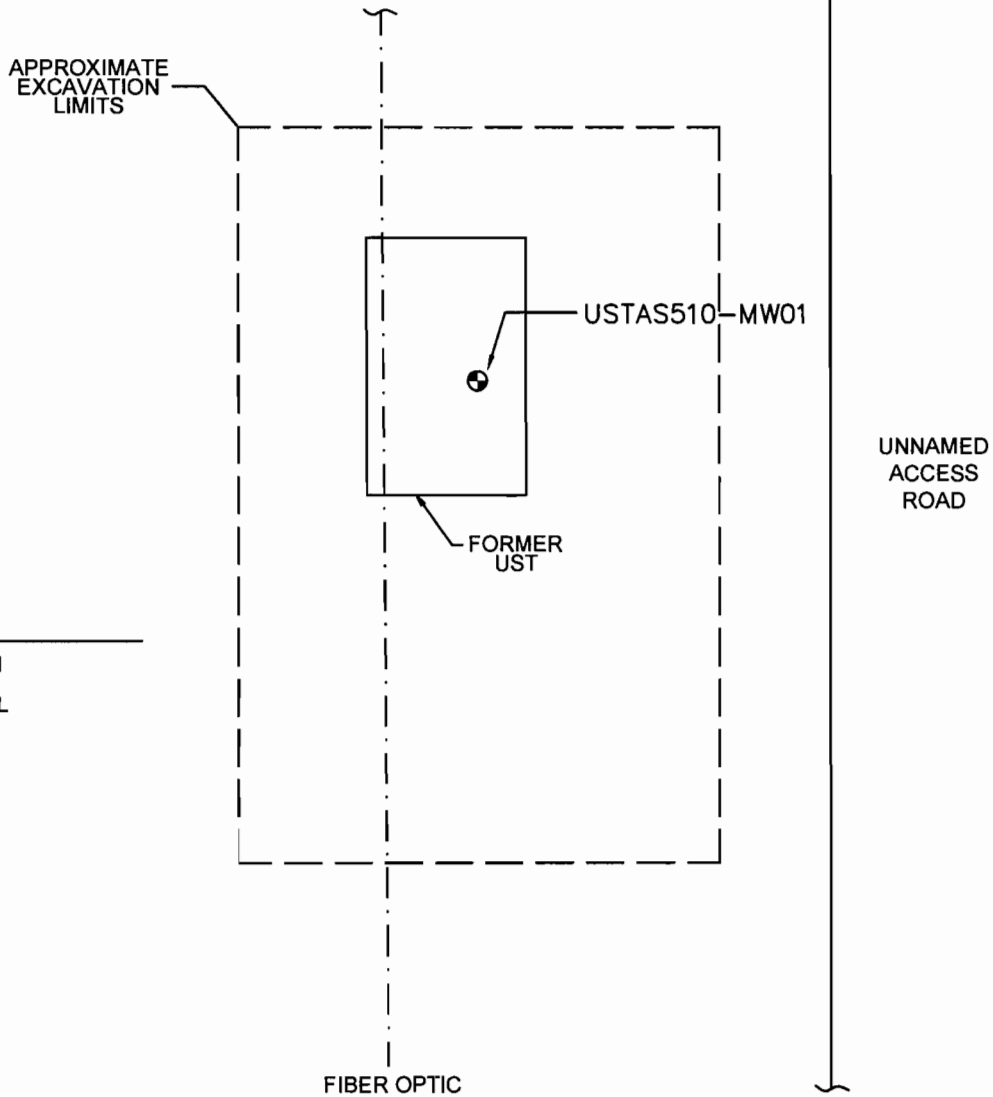 APPROXIMATE
EXCAVATION
LIMITS
USTAS510-MW01
UNNAMED
ACCESS
ROAD
FORMER
UST
FIBER OPTIC